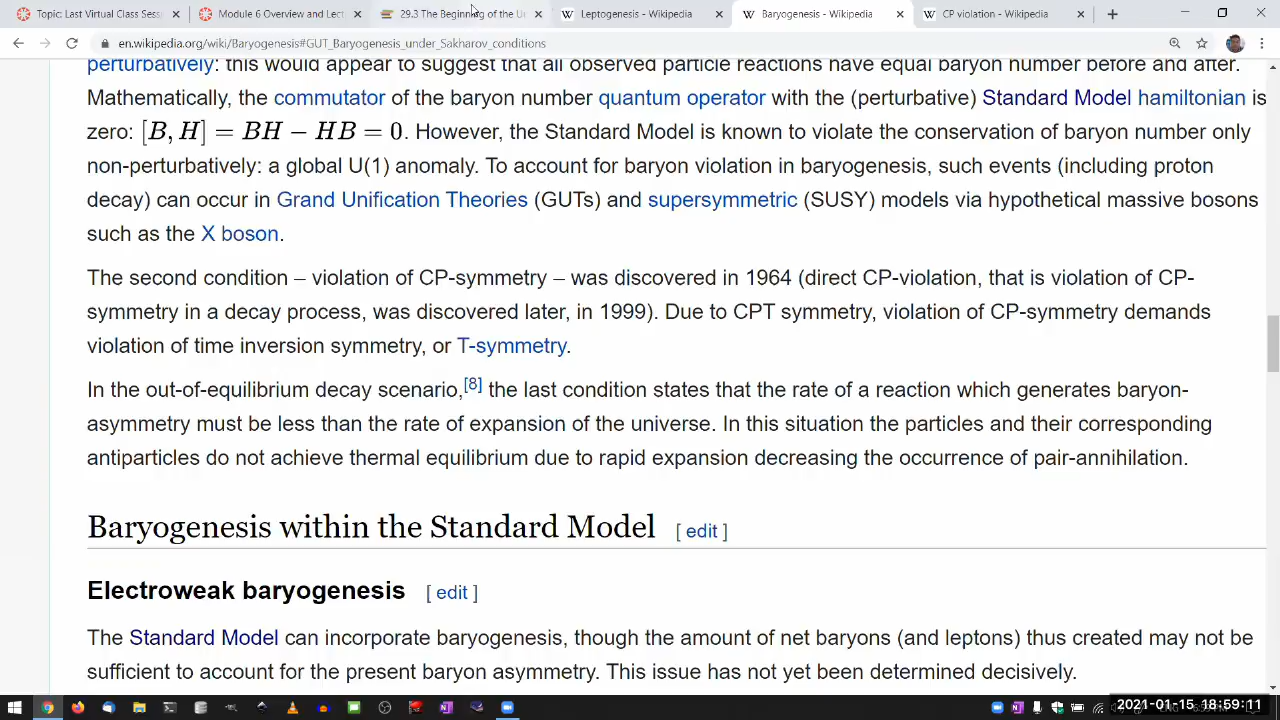 Topic: Last Virtual Class Sess
Module 6 Overview and Lect
29.3 The Beginning of the U
Leptogenesis - Wikipedia
Baryogenesis - Wikipedia
CP violation - Wikipedia
en.wikipedia.org/wiki/Baryogenesis#GUT_Baryogenesis_under_Sakharov_conditions
perturbatively: this would appear to suggest that all observed particle reactions have equal baryon number before and after.
Mathematically, the commutator of the baryon number quantum operator with the (perturbative) Standard Model hamiltonian is
zero: [B, H] = BH − HB = 0. However, the Standard Model is known to violate the conservation of baryon number only
non-perturbatively: a global U(1) anomaly. To account for baryon violation in baryogenesis, such events (including proton
decay) can occur in Grand Unification Theories (GUTs) and supersymmetric (SUSY) models via hypothetical massive bosons
such as the X boson.
The second condition – violation of CP-symmetry – was discovered in 1964 (direct CP-violation, that is violation of CP-
symmetry in a decay process, was discovered later, in 1999). Due to CPT symmetry, violation of CP-symmetry demands
violation of time inversion symmetry, or T-symmetry.
In the out-of-equilibrium decay scenario,[8] the last condition states that the rate of a reaction which generates baryon-
asymmetry must be less than the rate of expansion of the universe. In this situation the particles and their corresponding
antiparticles do not achieve thermal equilibrium due to rapid expansion decreasing the occurrence of pair-annihilation.
Baryogenesis within the Standard Model [ edit ]
Electroweak baryogenesis [ edit ]
The Standard Model can incorporate baryogenesis, though the amount of net baryons (and leptons) thus created may not be
sufficient to account for the present baryon asymmetry. This issue has not yet been determined decisively.
2021-01-15 18:59:11